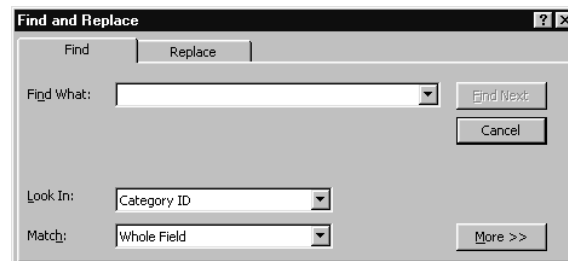 Find and Replace
Find Replace
Find What: Find Next
Cancel
Look In: Category ID
Match: Whole Field More >>